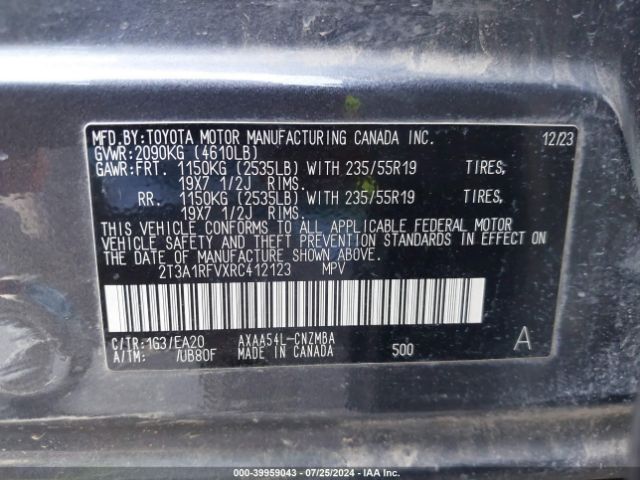 MFD.BY:TOYOTA MOTOR MANUFACTURING CANADA INC. 12/23
GVWR:2090KG (4610LB)
GAWR:FRT. 1150KG (2535LB) WITH 235/55R19 TIRES,
19X7 1/2J RIMS.
RR. 1150KG (2535LB) WITH 235/55R19 TIRES,
19X7 1/2J RIMS.
THIS VEHICLE CONFORMS TO ALL APPLICABLE FEDERAL MOTOR
VEHICLE SAFETY AND THEFT PREVENTION STANDARDS IN EFFECT ON
THE DATE OF MANUFACTURE SHOWN ABOVE.
2T3A1RFVXRC412123 MPV
C/TR:1G3/EA20 AXAA54L-CNZMBA
A/TM: /UB80F MADE IN CANADA 500 A
000-39959043 - 07/25/2024 - IAA Inc.